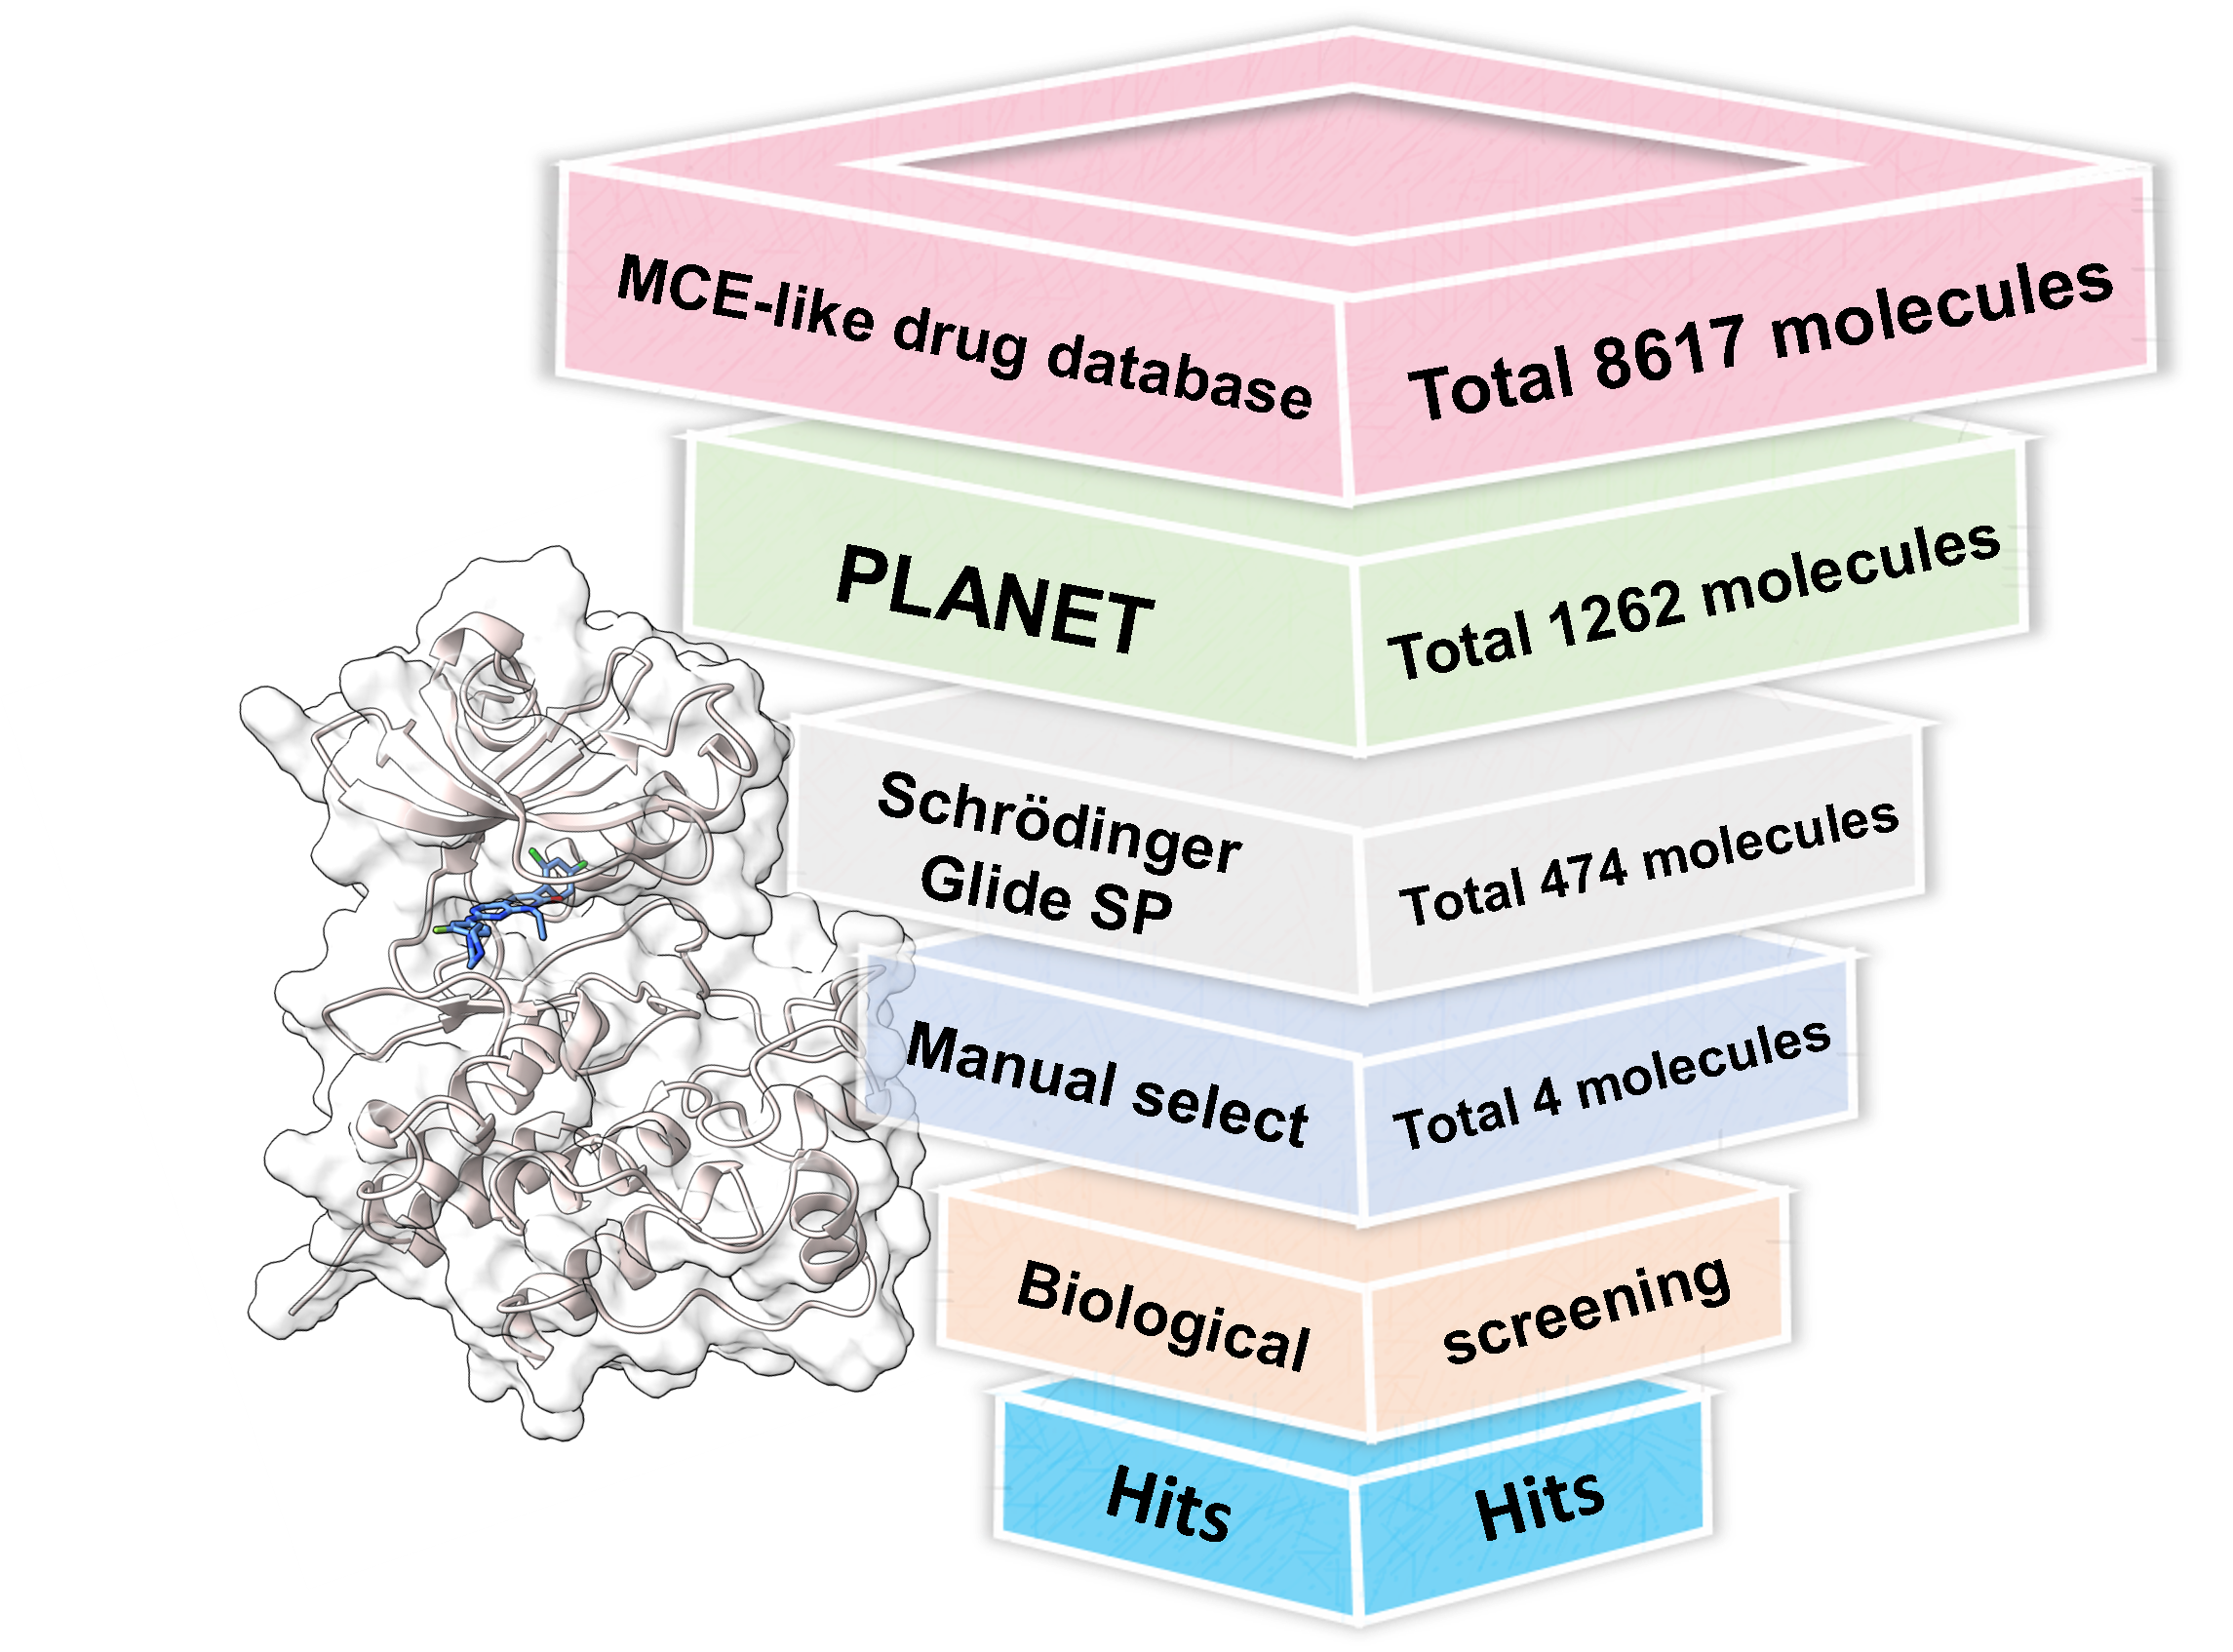 MCE-like drug database
Total 8617 molecules
PLANET
Total 1262 molecules
Schrödinger
Glide SP
Total 474 molecules
Manual select
Total 4 molecules
Biological
screening
Hits
Hits